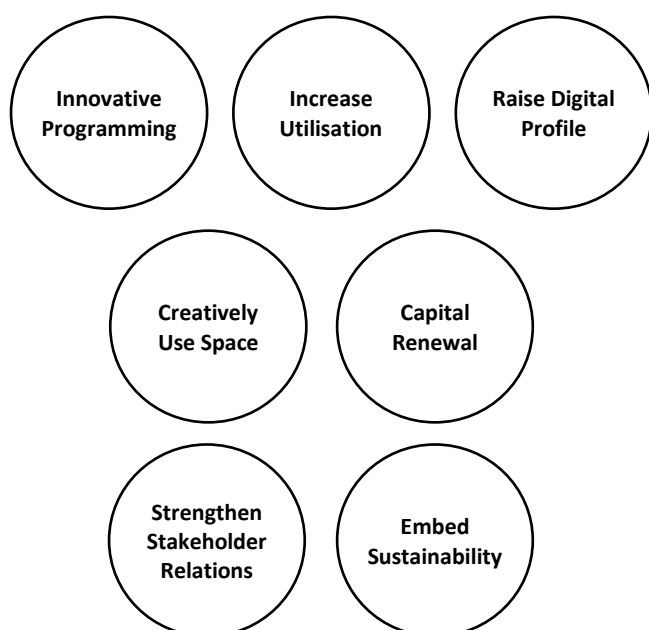 Innovative
Programming
Increase
Utilisation
Raise Digital
Profile
Creatively
Use Space
Capital
Renewal
Strengthen
Stakeholder
Relations
Embed
Sustainability